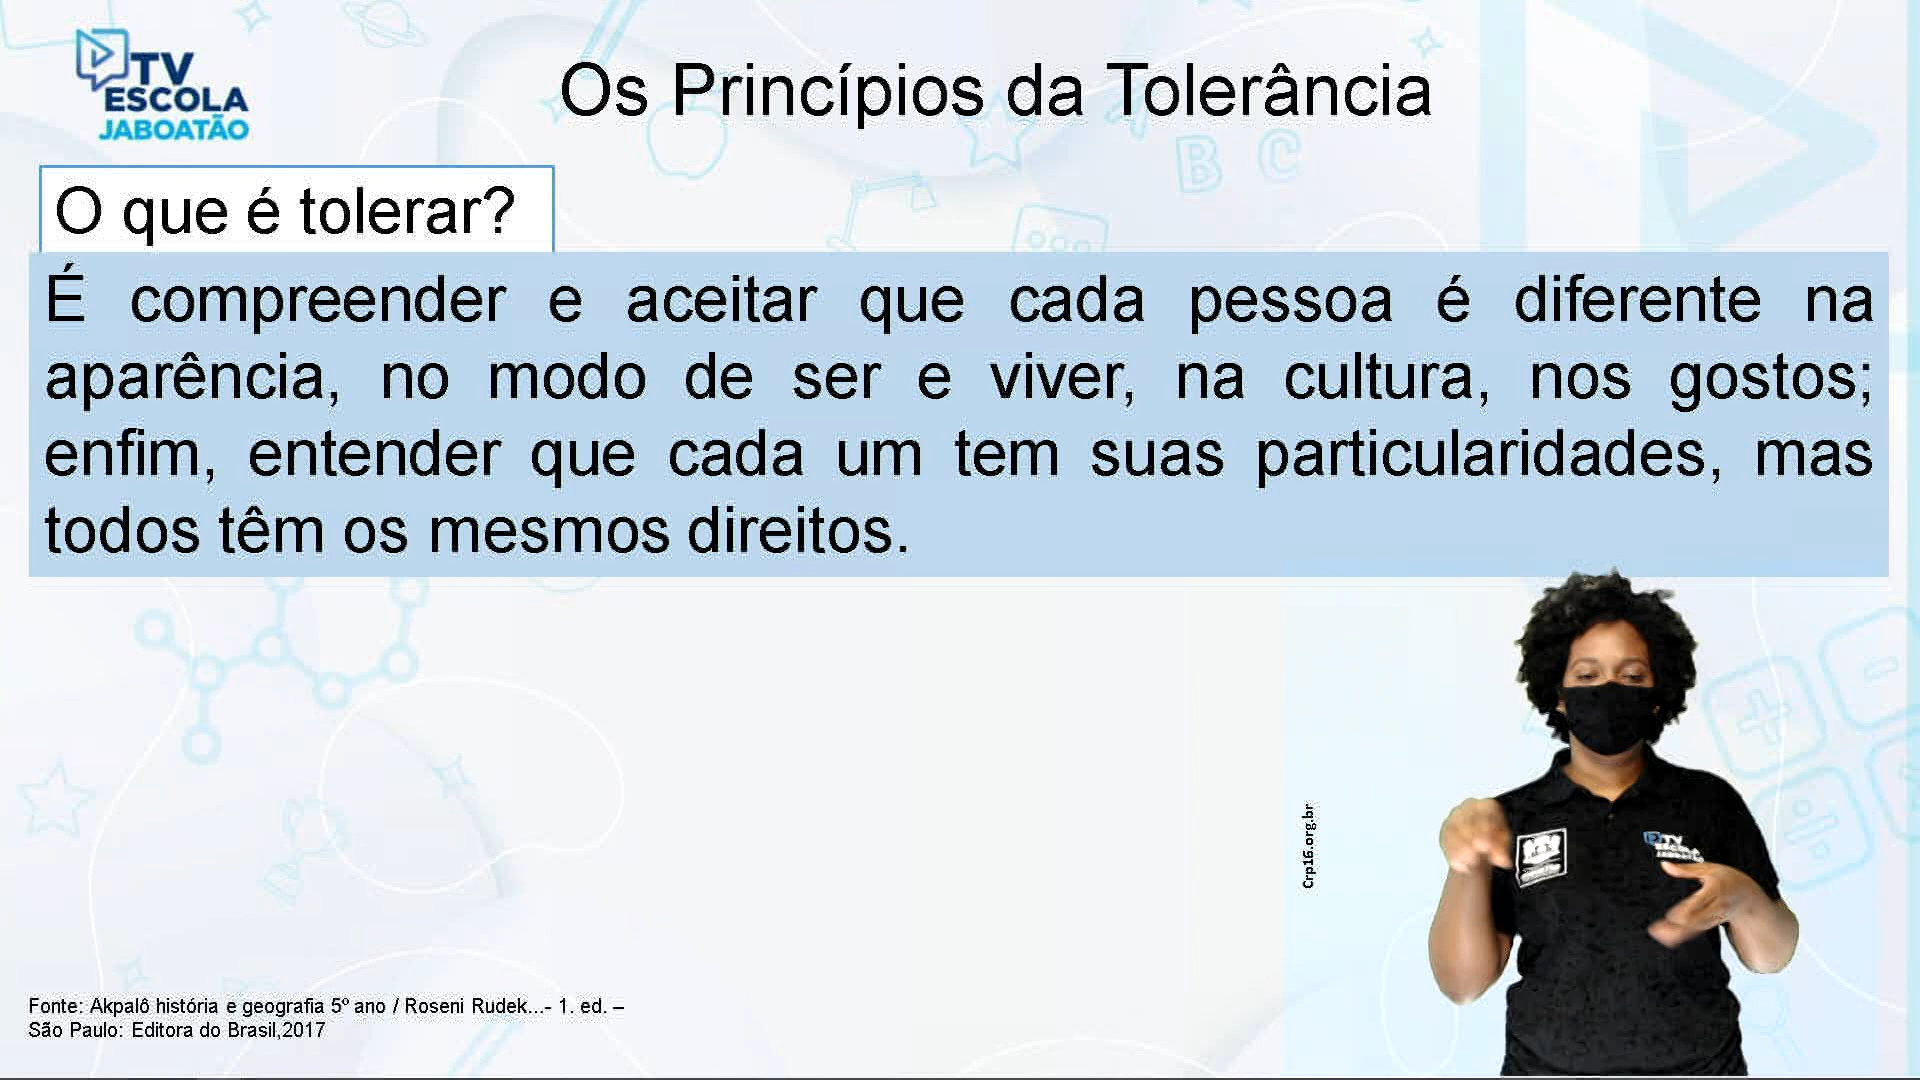 TV
ESCOLA
JABOATÃO
Os Princípios da Tolerância
B C
O que é tolerar?
É compreender e aceitar que cada pessoa é diferente na
aparência, no modo de ser e viver, na cultura, nos gostos;
enfim, entender que cada um tem suas particularidades, mas
todos têm os mesmos direitos.
Crp16.org.br
TV
ESCOLA
JABOATÃO
Fonte: Akpalô história e geografia 5º ano / Roseni Rudek...- 1. ed. –
São Paulo: Editora do Brasil,2017